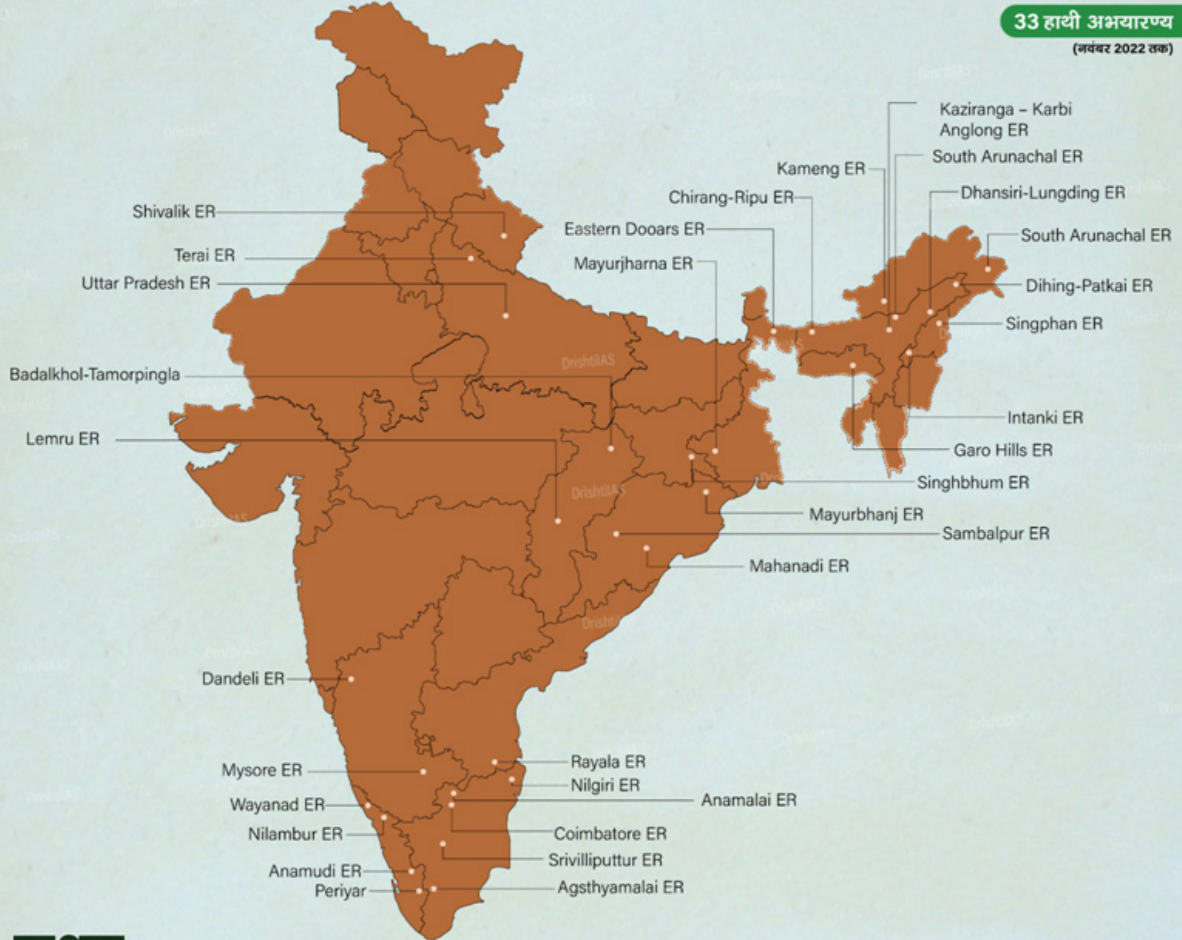 33 हाथी अभयारण्य
(नवंबर 2022 तक)
Kaziranga – Karbi
Anglong ER
South Arunachal ER
Kameng ER
Dhansiri-Lungding ER
Chirang-Ripu ER
Shivalik ER
Eastern Dooars ER
South Arunachal ER
Terai ER
Mayurjharna ER
Uttar Pradesh ER
Dihing-Patkai ER
Singphan ER
DrishtiIAS
Badalkhol-Tamorpingla
Intanki ER
Lemru ER
Garo Hills ER
Singhbhum ER
DrishtiIAS
Mayurbhanj ER
Sambalpur ER
Mahanadi ER
Dandeli ER
Rayala ER
Mysore ER
Nilgiri ER
Anamalai ER
Wayanad ER
Nilambur ER
Coimbatore ER
Srivilliputtur ER
Anamudi ER
Periyar
Agsthyamalai ER